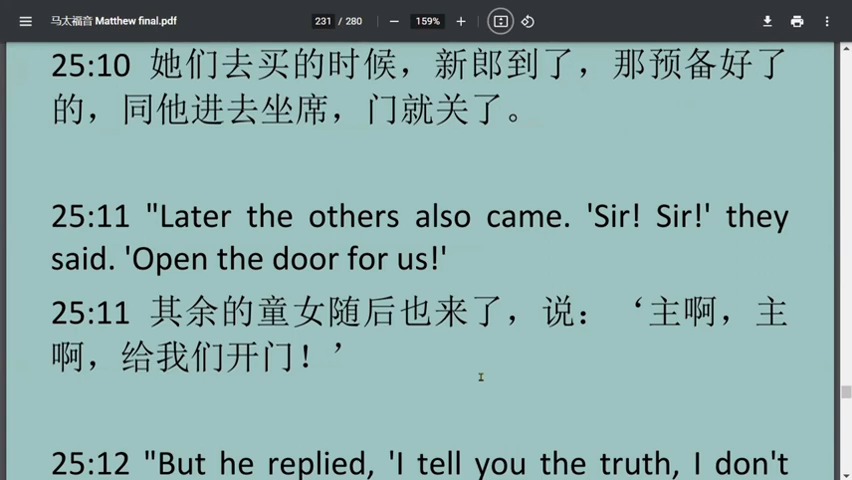 马太福音 Matthew final.pdf
231 / 280
159%
25:10 她们去买的时候，新郎到了，那预备好了
的，同他进去坐席，门就关了。
25:11 "Later the others also came. 'Sir! Sir!' they
said. 'Open the door for us!'
25:11 其余的童女随后也来了，说：‘主啊，主
啊，给我们开门！’
25:12 "But he replied, 'I tell you the truth, I don't